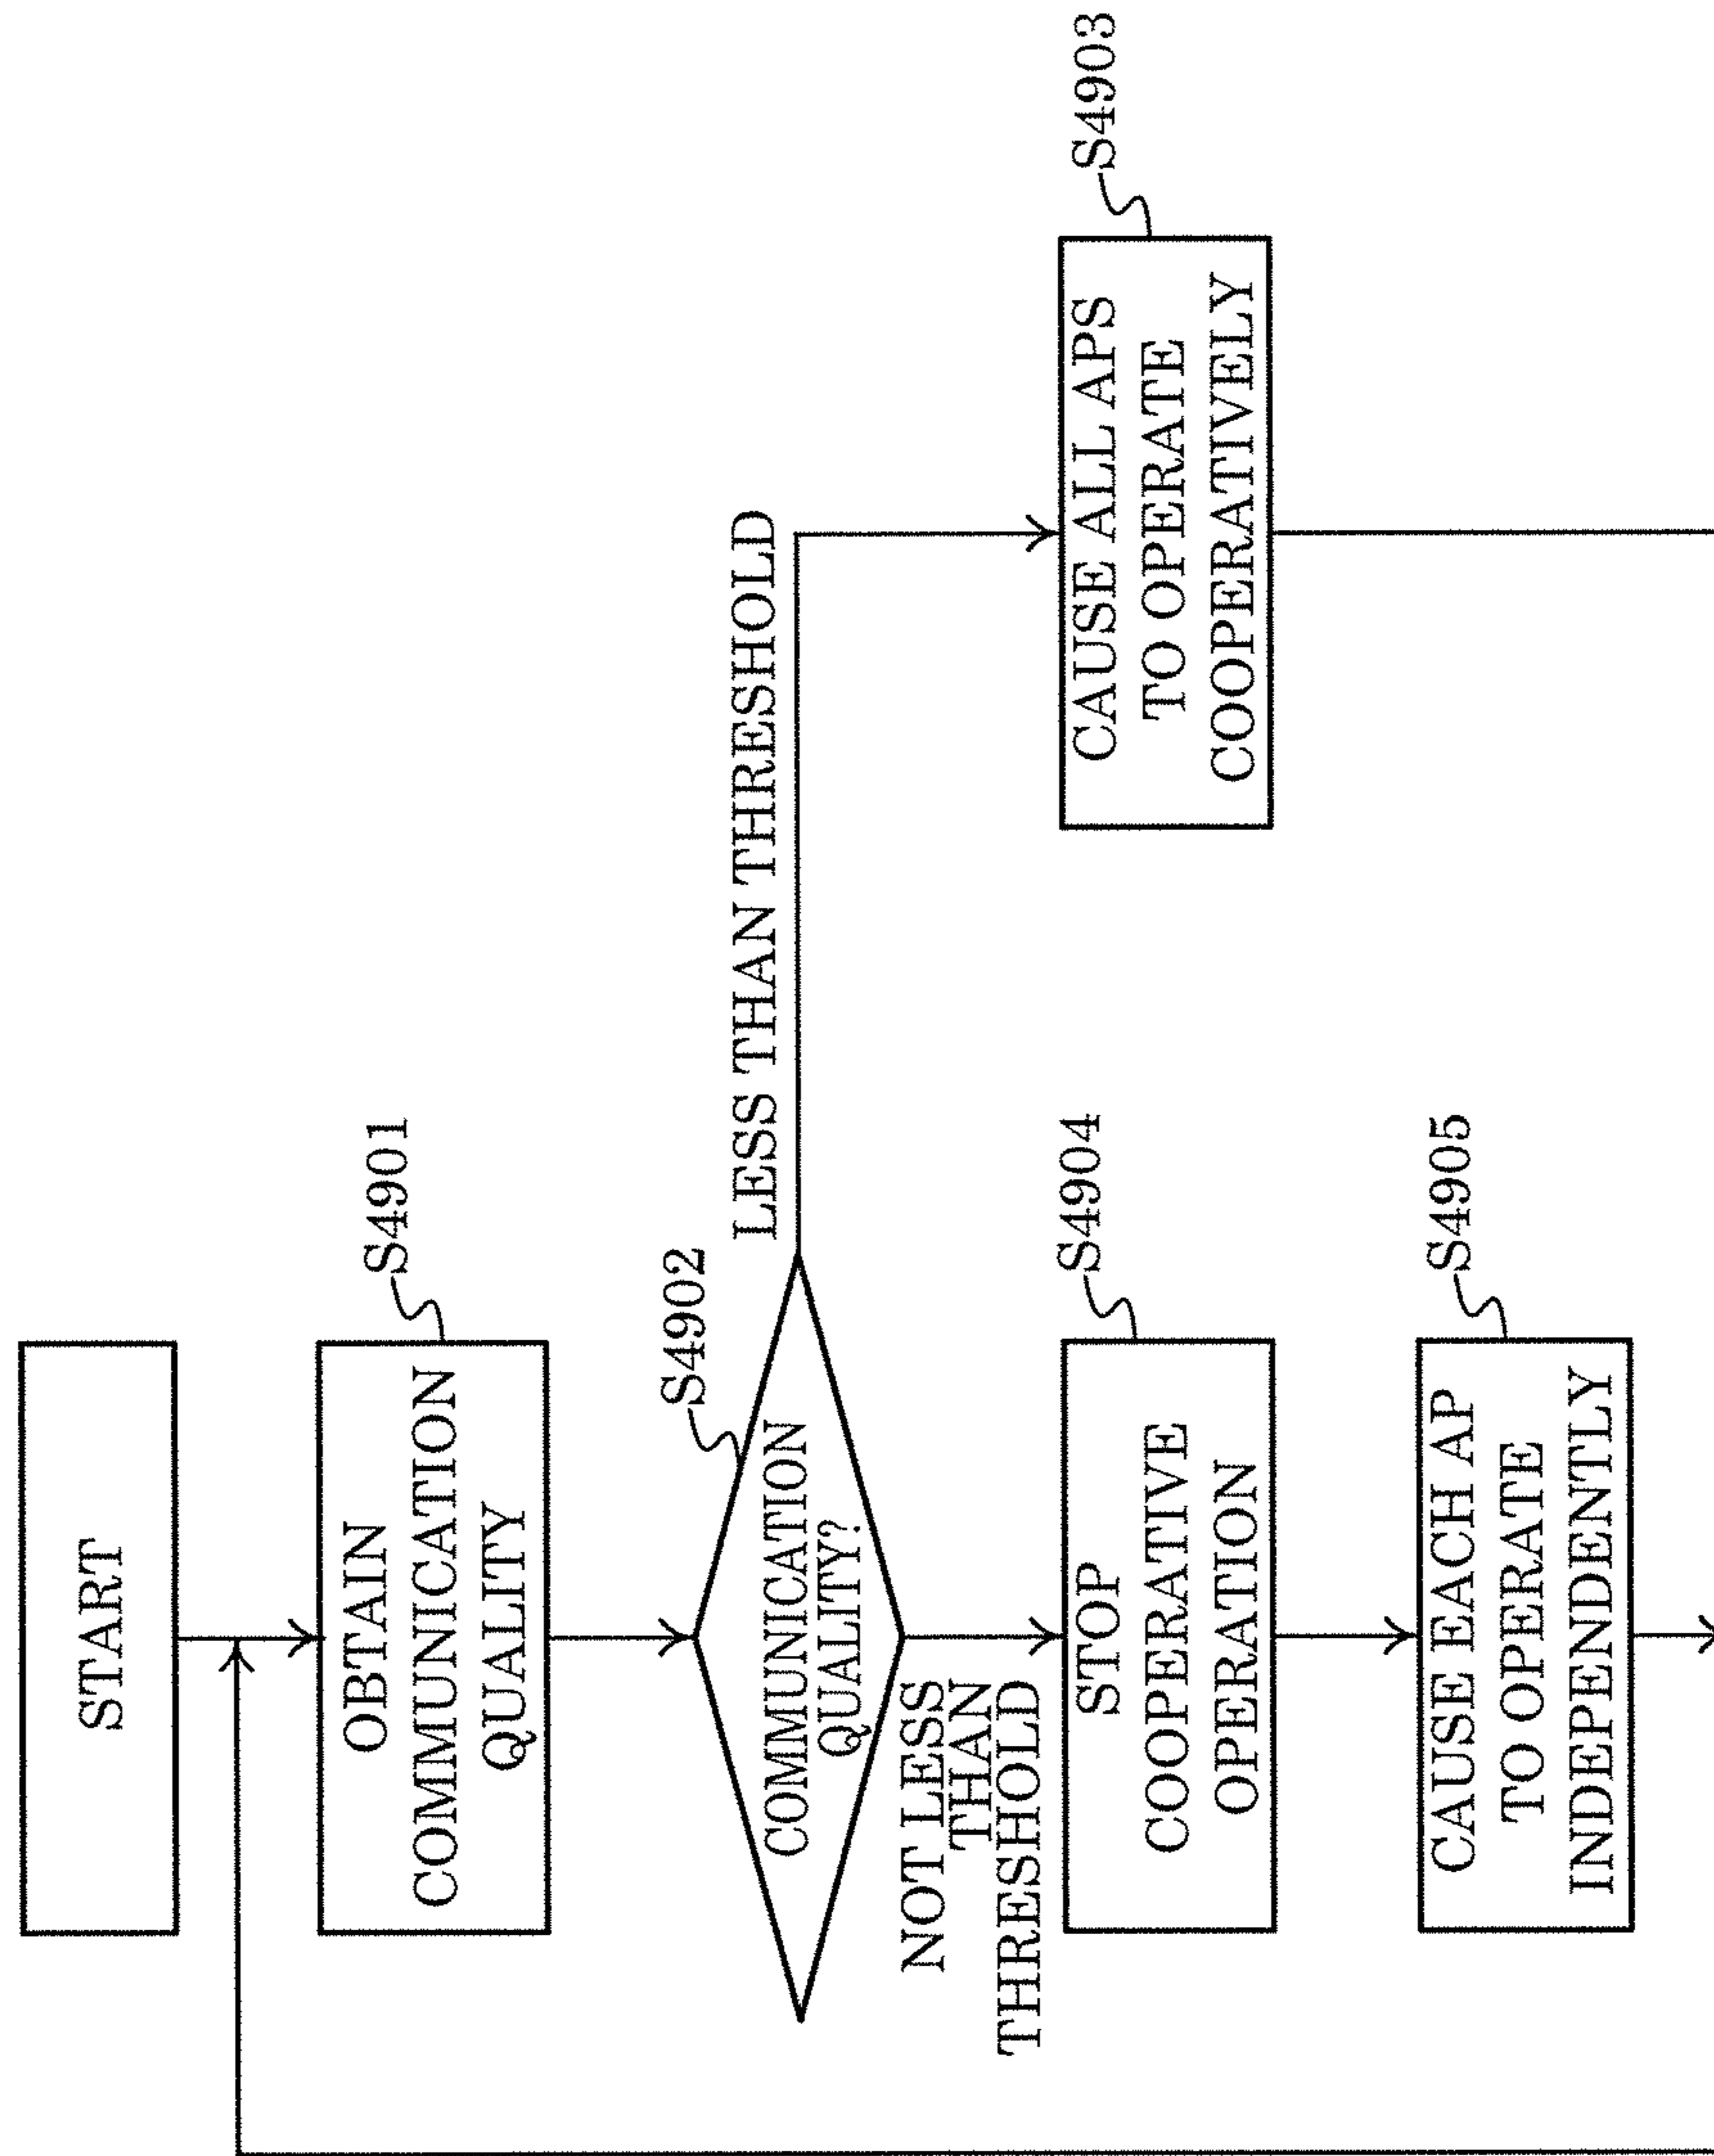 START
S4901
OBTAIN
COMMUNICATION
QUALITY
S4902
COMMUNICATION
QUALITY?
LESS THAN THRESHOLD
NOT LESS
THAN
THRESHOLD
S4903
CAUSE ALL APS
TO OPERATE
COOPERATIVELY
S4904
STOP
COOPERATIVE
OPERATION
S4905
CAUSE EACH AP
TO OPERATE
INDEPENDENTLY